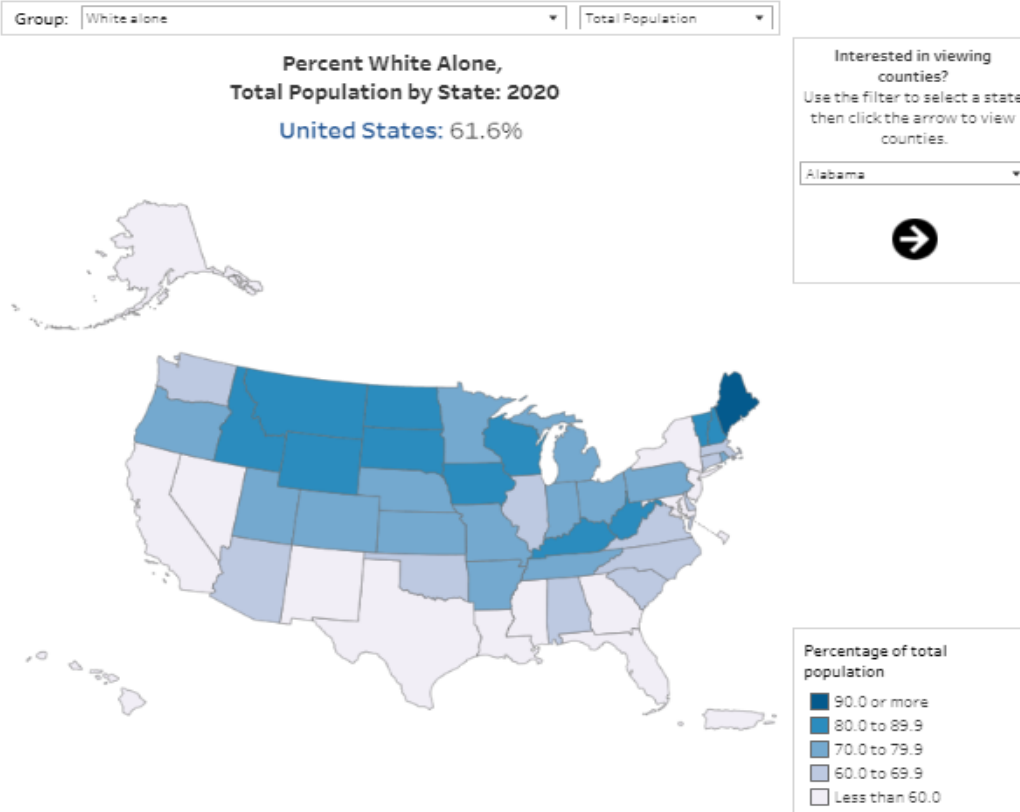 Group: White alone Total Population
Percent White Alone,
Total Population by State: 2020
United States: 61.6%
Interested in viewing
counties?
Use the filter to select a state
then click the arrow to view
counties.
Alabama
Percentage of total
population
90.0 or more
80.0 to 89.9
70.0 to 79.9
60.0 to 69.9
Less than 60.0